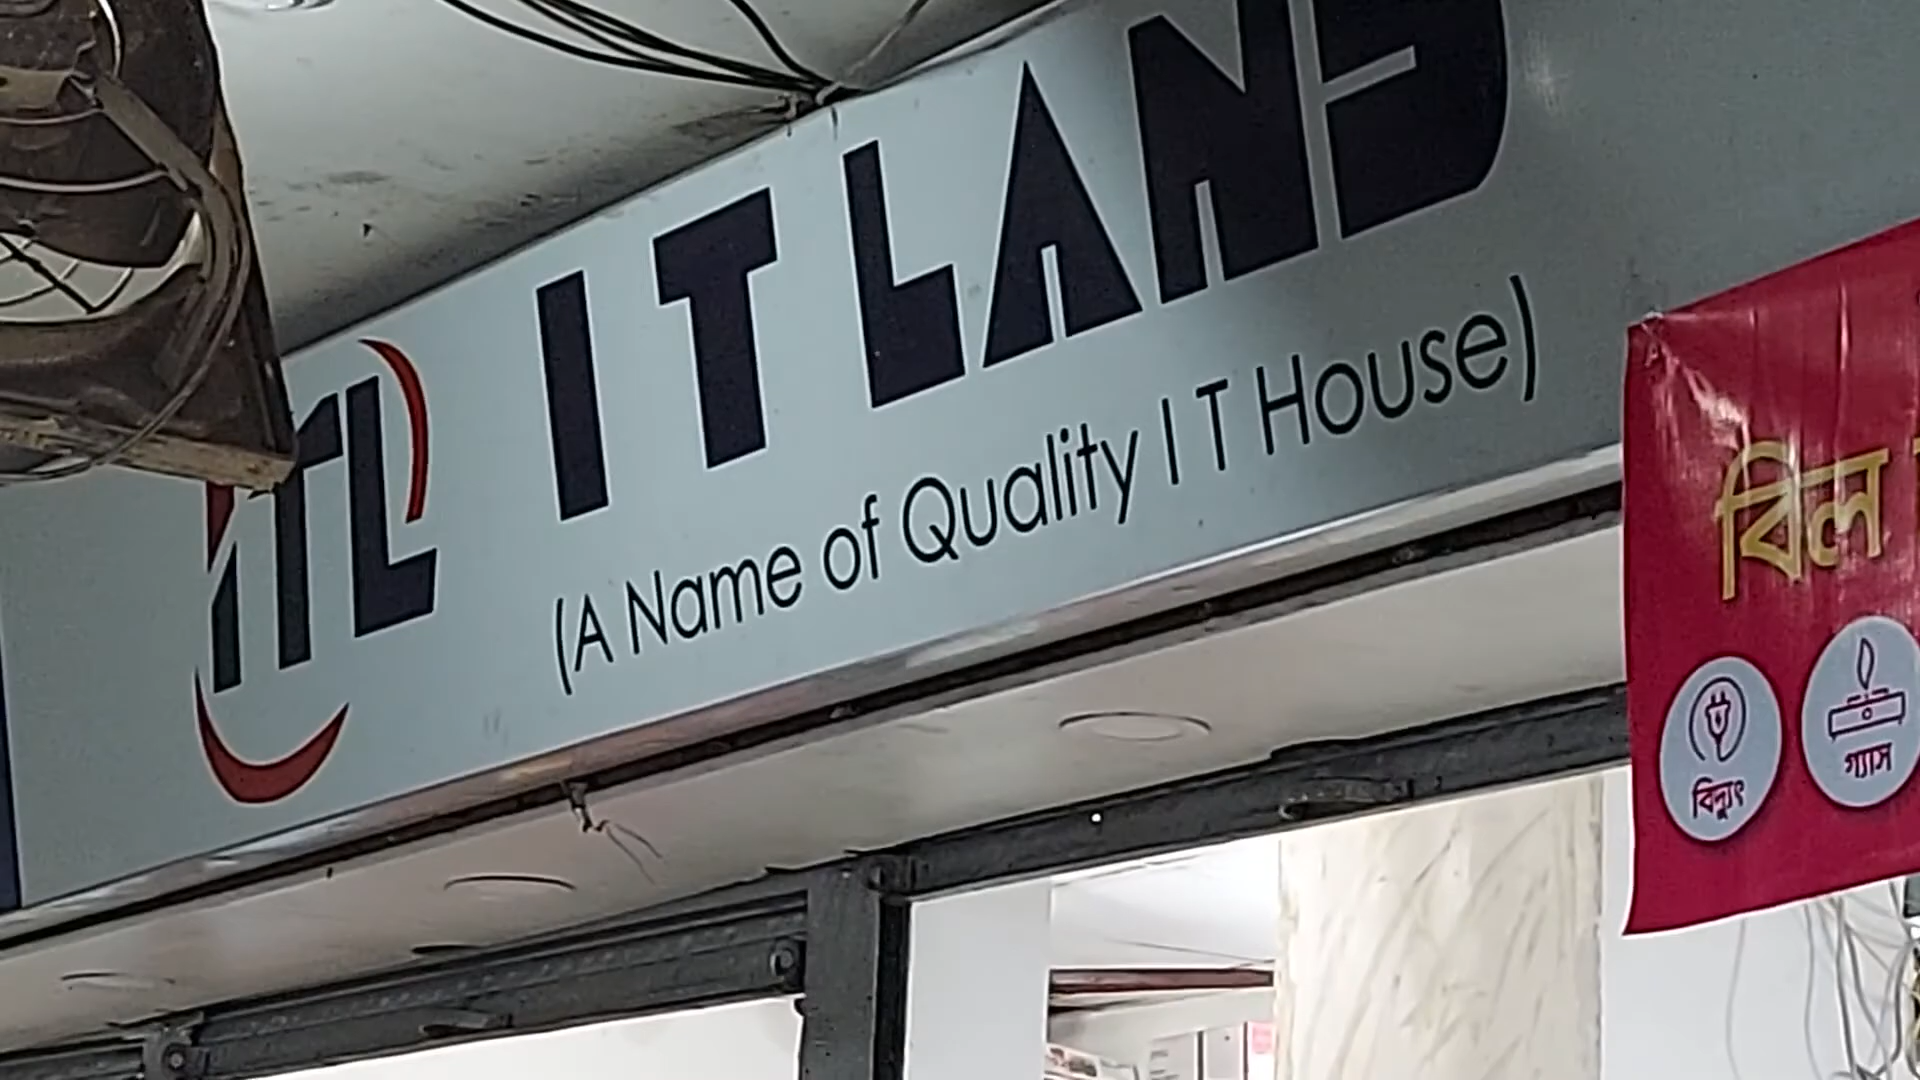 ITL
I T LAND
(A Name of Quality I T House)
বিল
বিদ্যুৎ
গ্যাস